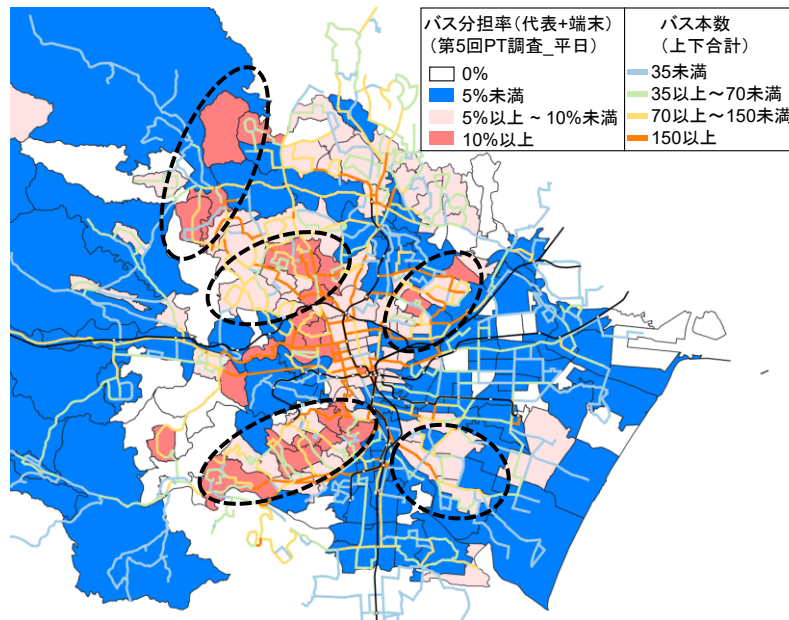 バス分担率(代表+端末)
(第5回PT調査_平日)
0%
5%未満
5%以上 ~ 10%未満
10%以上
バス本数
(上下合計)
35未満
35以上~70未満
70以上~150未満
150以上